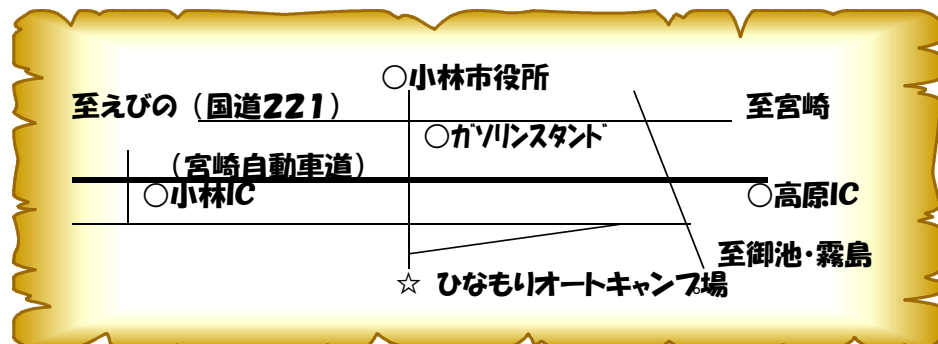 ○小林市役所
至えびの（国道221）
至宮崎
○ガソリンスタンド
（宮崎自動車道）
○小林IC
○高原IC
至御池・霧島
☆ ひなもりオートキャンプ場